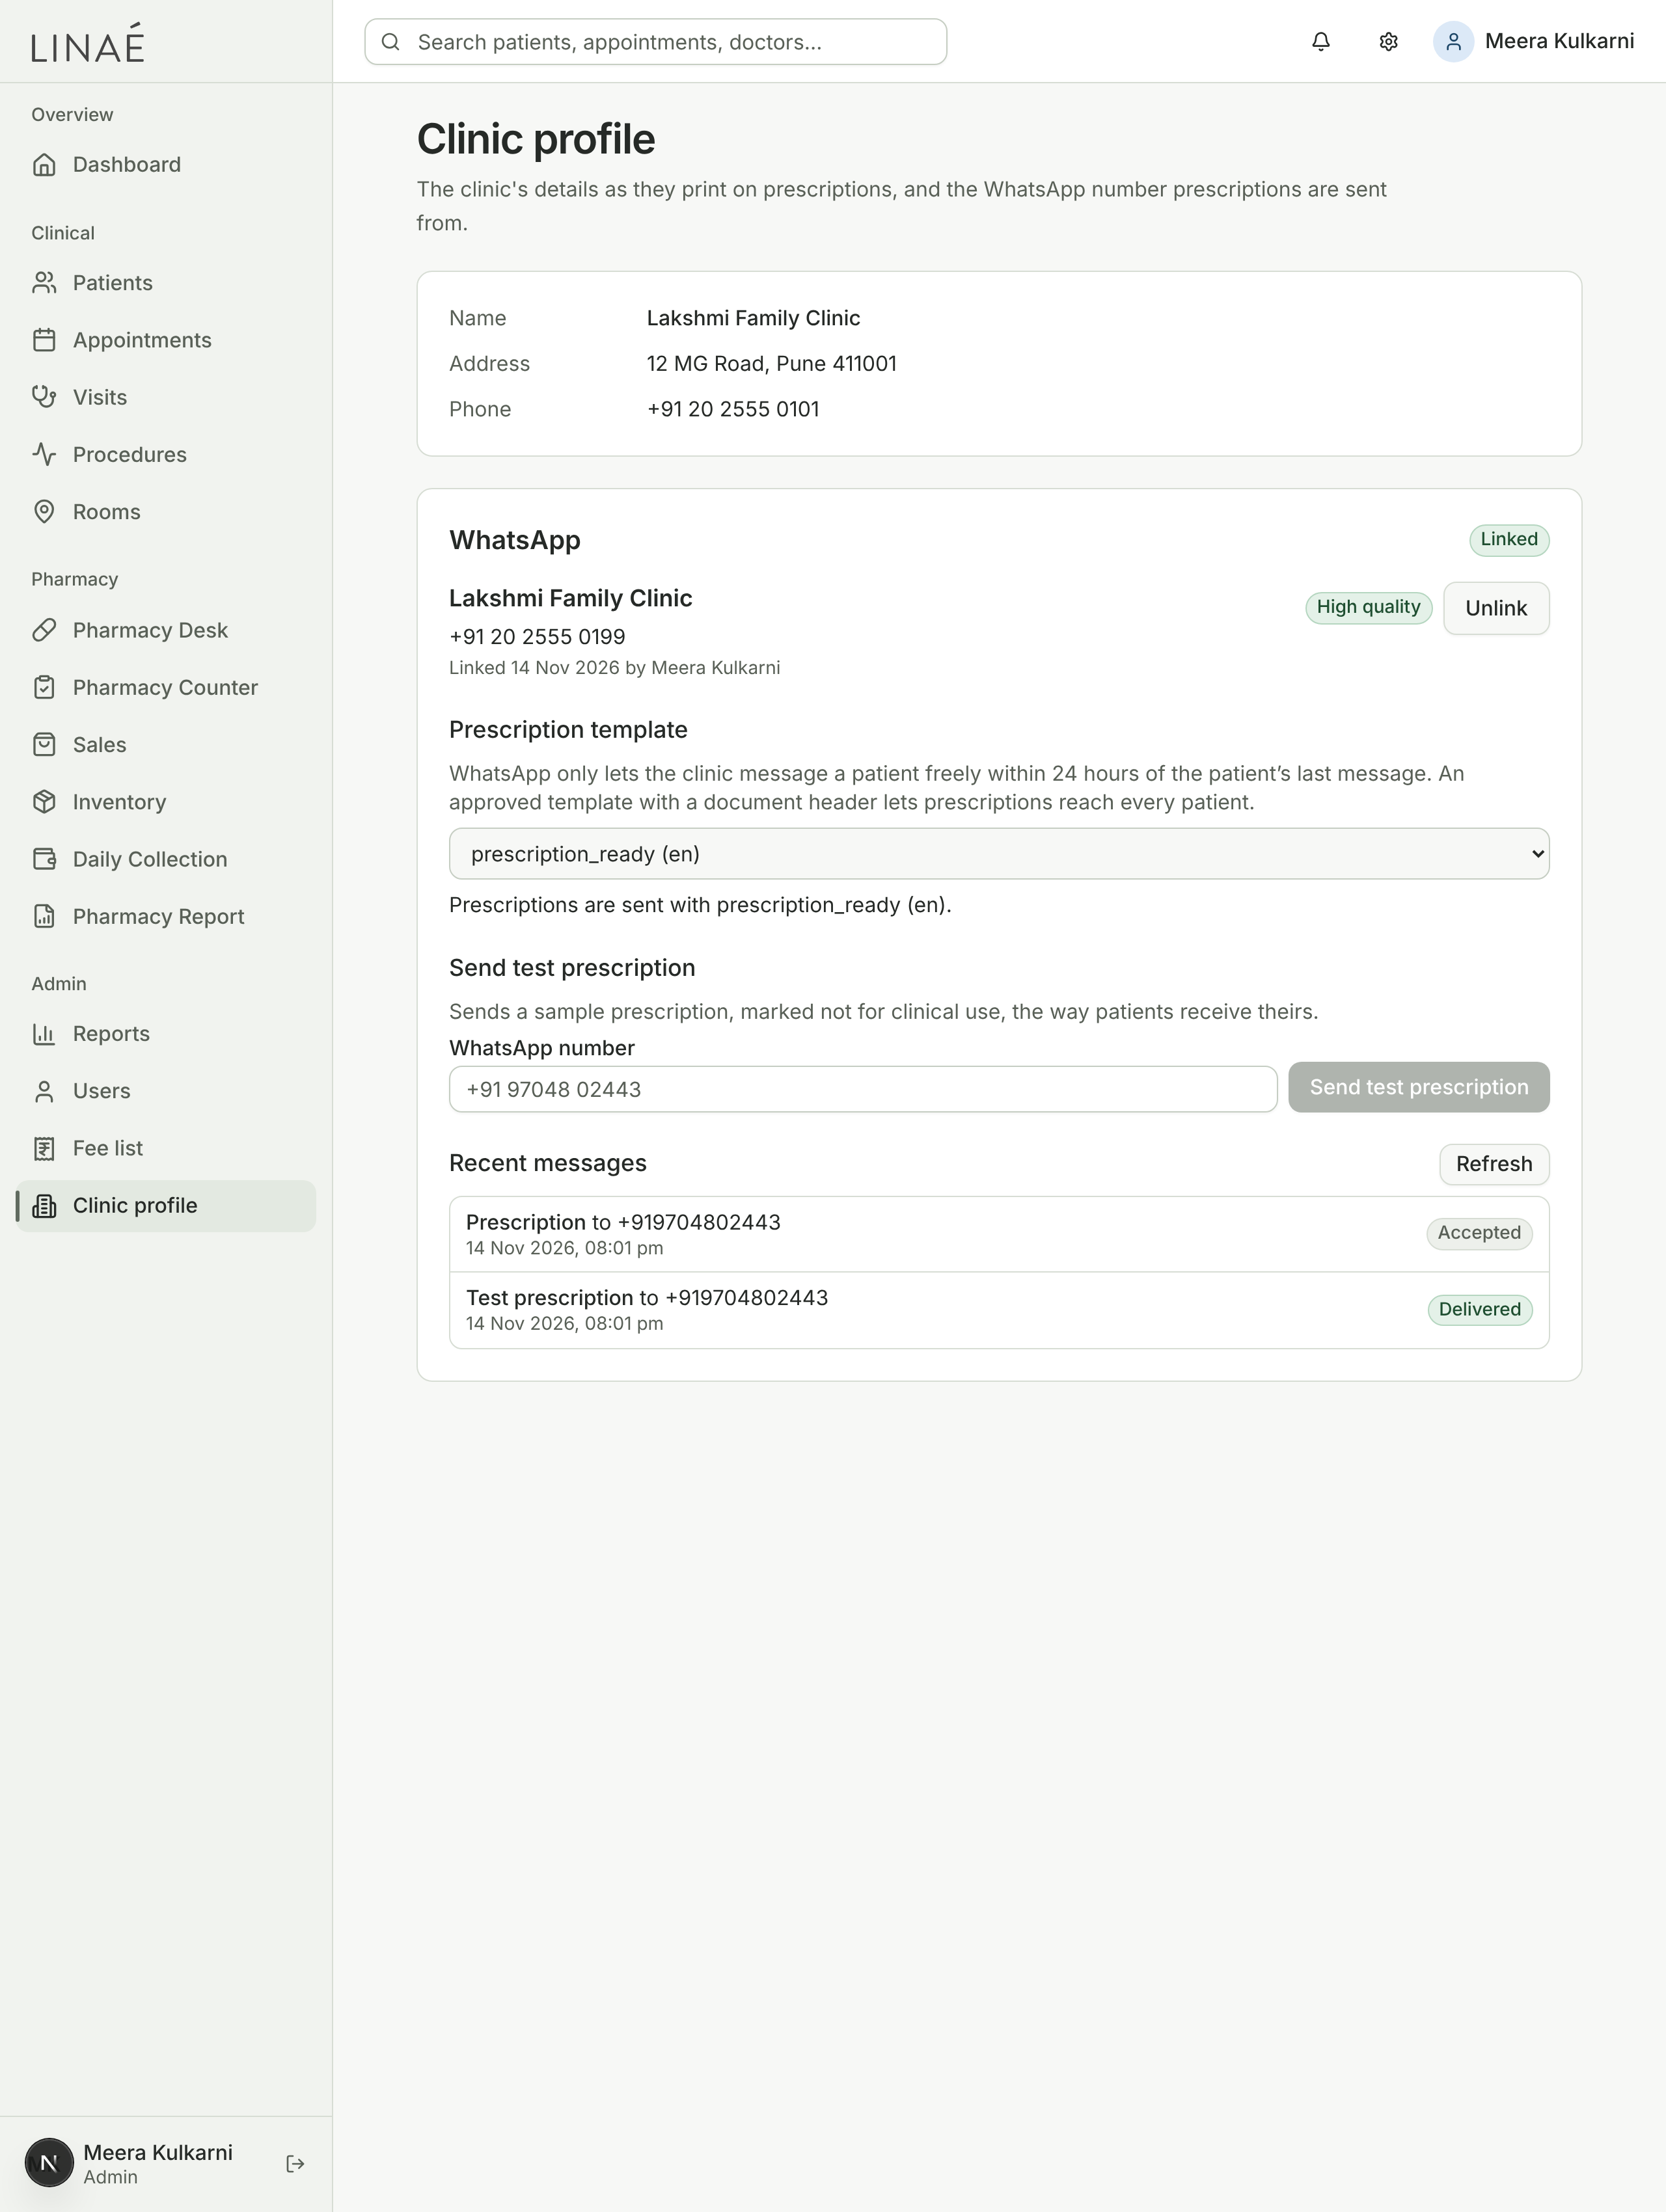 LINAÉ
Search patients, appointments, doctors...
Meera Kulkarni
Overview
Dashboard
Clinical
Patients
Appointments
Visits
Procedures
Rooms
Pharmacy
Pharmacy Desk
Pharmacy Counter
Sales
Inventory
Daily Collection
Pharmacy Report
Admin
Reports
Users
Fee list
Clinic profile
Meera Kulkarni
Admin
Clinic profile
The clinic's details as they print on prescriptions, and the WhatsApp number prescriptions are sent
from.
Name Lakshmi Family Clinic
Address 12 MG Road, Pune 411001
Phone +91 20 2555 0101
WhatsApp Linked
Lakshmi Family Clinic High quality Unlink
+91 20 2555 0199
Linked 14 Nov 2026 by Meera Kulkarni
Prescription template
WhatsApp only lets the clinic message a patient freely within 24 hours of the patient’s last message. An
approved template with a document header lets prescriptions reach every patient.
prescription_ready (en)
Prescriptions are sent with prescription_ready (en).
Send test prescription
Sends a sample prescription, marked not for clinical use, the way patients receive theirs.
WhatsApp number
+91 97048 02443 Send test prescription
Recent messages Refresh
Prescription to +919704802443 Accepted
14 Nov 2026, 08:01 pm
Test prescription to +919704802443 Delivered
14 Nov 2026, 08:01 pm